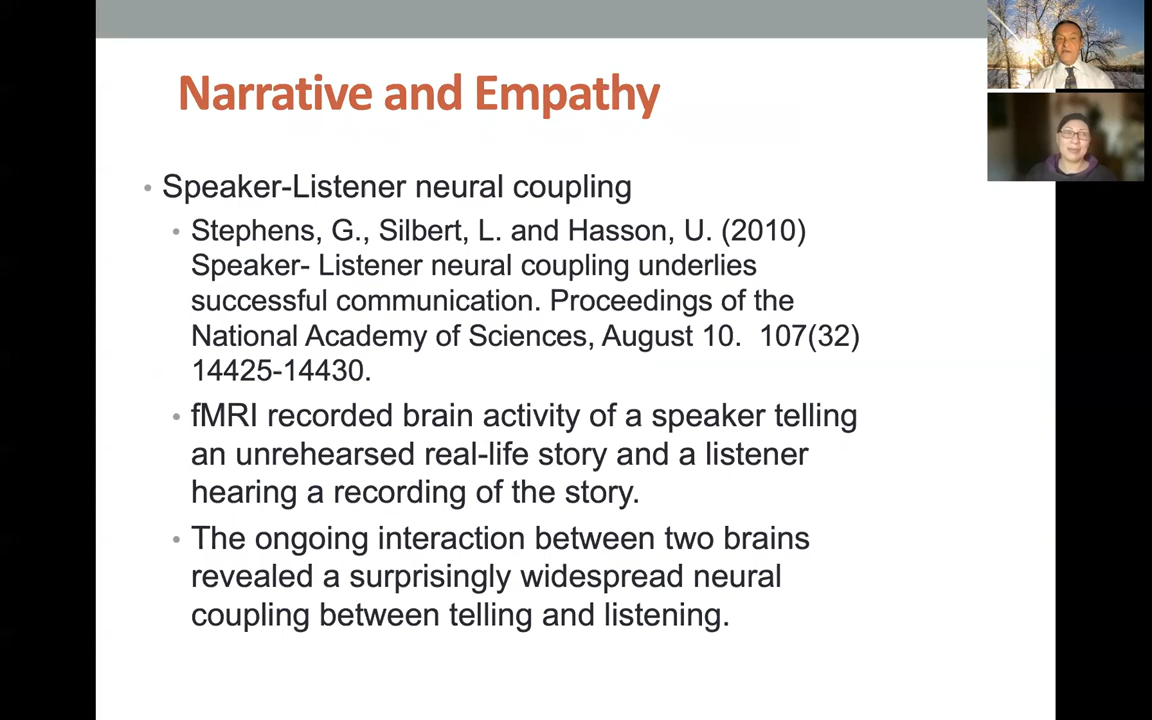 Narrative and Empathy
• Speaker-Listener neural coupling
• Stephens, G., Silbert, L. and Hasson, U. (2010)
Speaker- Listener neural coupling underlies
successful communication. Proceedings of the
National Academy of Sciences, August 10.  107(32)
14425-14430.
• fMRI recorded brain activity of a speaker telling
an unrehearsed real-life story and a listener
hearing a recording of the story.
• The ongoing interaction between two brains
revealed a surprisingly widespread neural
coupling between telling and listening.